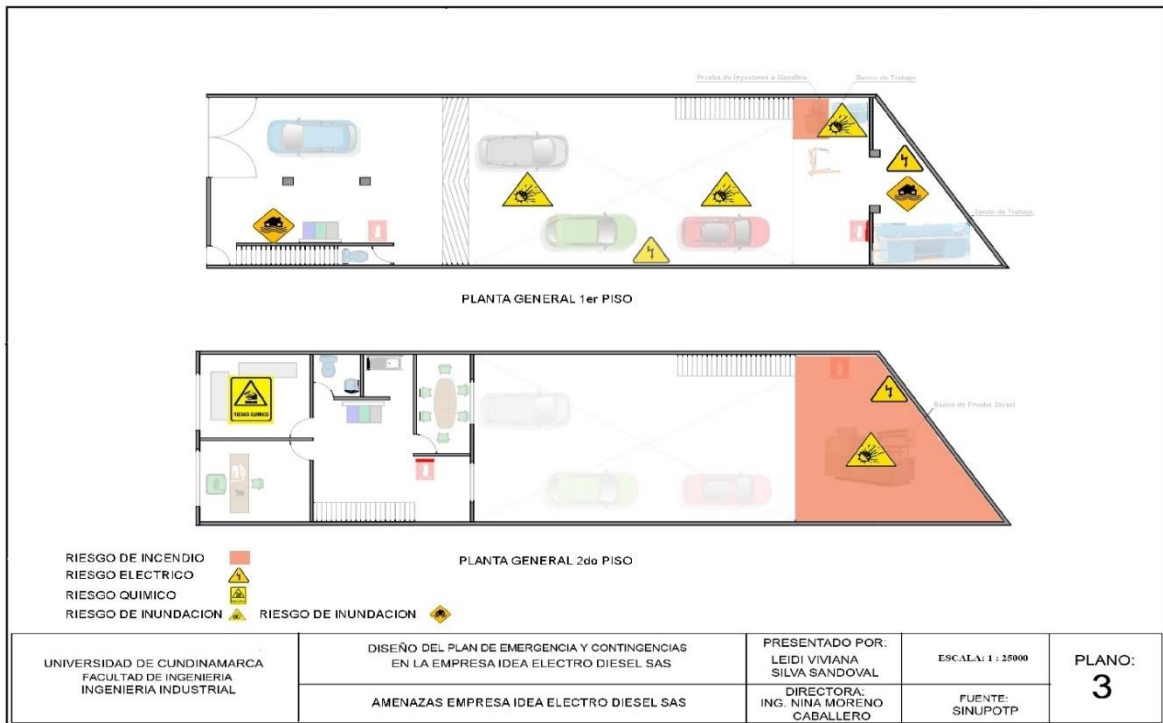 Prueba de Inyectores a Gasolina
Banco de Trabajo
Banco de Trabajo
PLANTA GENERAL 1er PISO
RIESGO QUIMICO
Banco de Prueba Diesel
PLANTA GENERAL 2do PISO
RIESGO DE INCENDIO
RIESGO ELECTRICO
RIESGO QUIMICO
RIESGO DE INUNDACION RIESGO DE INUNDACION
UNIVERSIDAD DE CUNDINAMARCA
FACULTAD DE INGENIERIA
INGENIERIA INDUSTRIAL
DISEÑO DEL PLAN DE EMERGENCIA Y CONTINGENCIAS
EN LA EMPRESA IDEA ELECTRO DIESEL SAS
AMENAZAS EMPRESA IDEA ELECTRO DIESEL SAS
PRESENTADO POR:
LEIDI VIVIANA
SILVA SANDOVAL
DIRECTORA:
ING. NINA MORENO
CABALLERO
ESCALA: 1 : 25000
FUENTE:
SINUPOTP
PLANO:
3